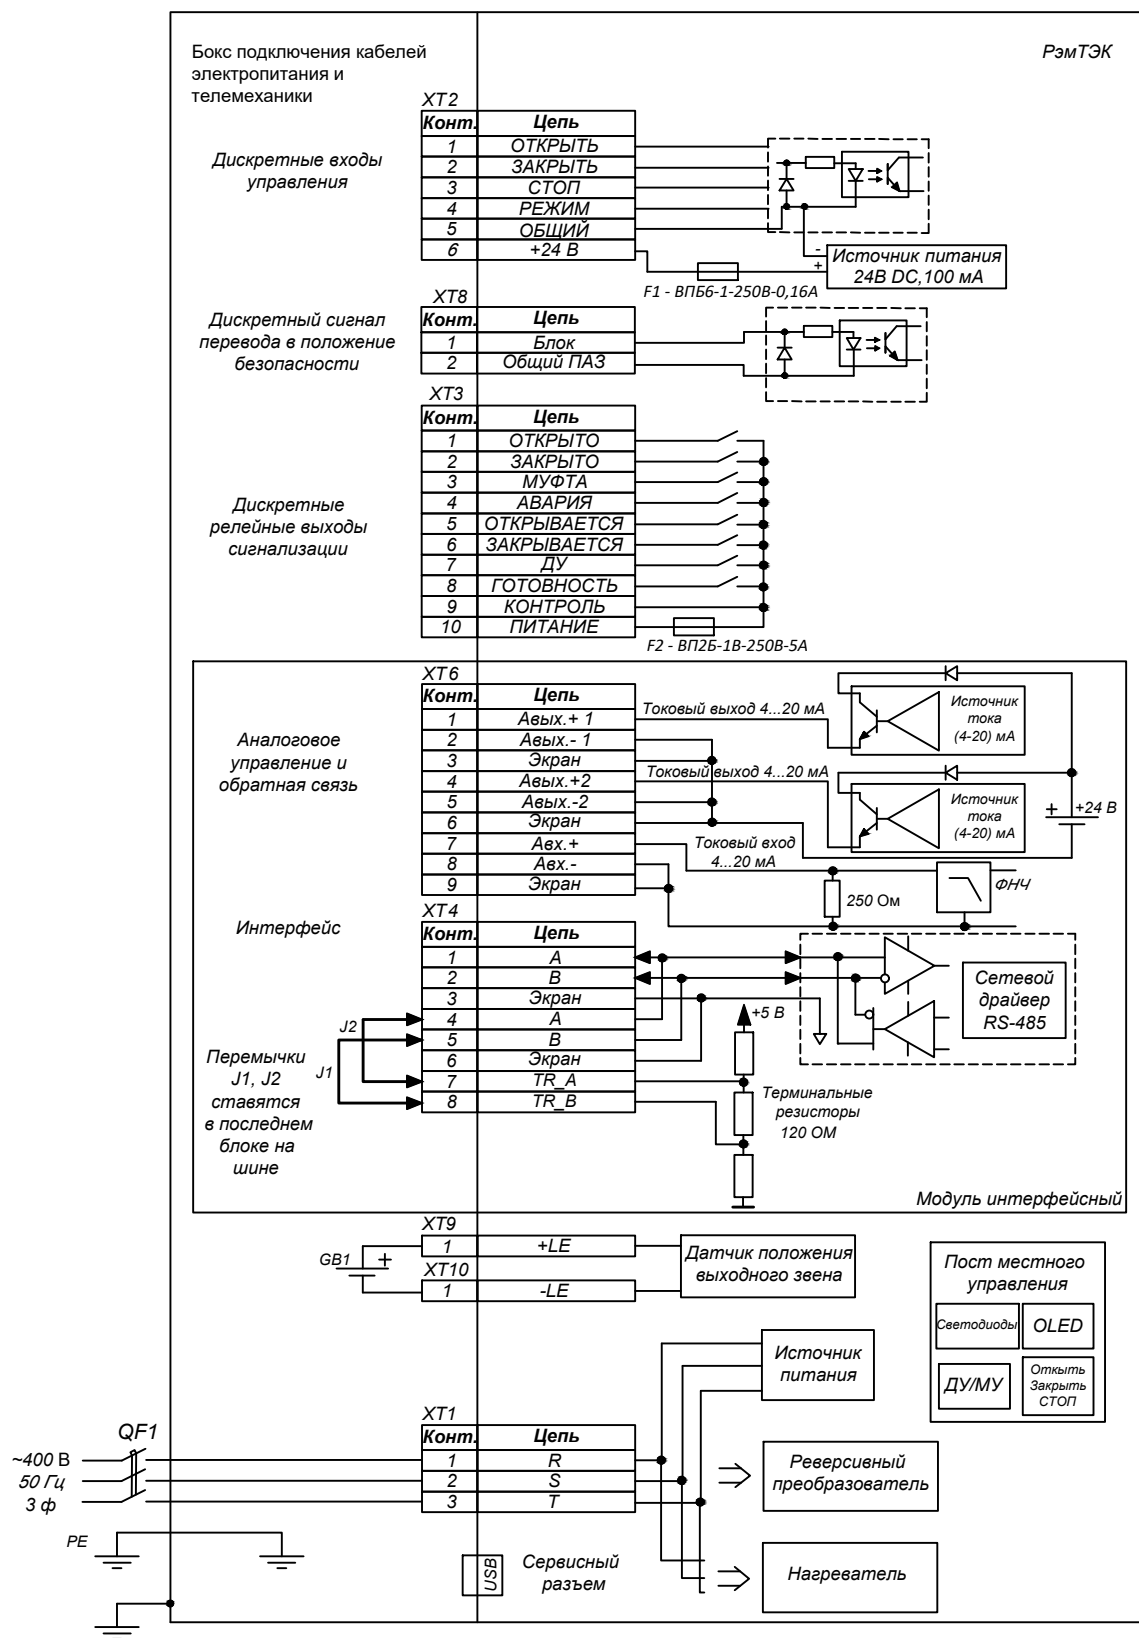 Бокс подключения кабелей
электропитания и
телемеханики
РэмТЭК
XT2
Конт. Цепь
Дискретные входы
управления
1 ОТКРЫТЬ
2 ЗАКРЫТЬ
3 СТОП
4 РЕЖИМ
5 ОБЩИЙ
6 +24 В
-
+
Источник питания
24В DC,100 мА
F1 - ВПБ6-1-250В-0,16А
XT8
Конт. Цепь
Дискретный сигнал
перевода в положение
безопасности
1 Блок
2 Общий ПАЗ
XT3
Конт. Цепь
Дискретные
релейные выходы
сигнализации
1 ОТКРЫТО
2 ЗАКРЫТО
3 МУФТА
4 АВАРИЯ
5 ОТКРЫВАЕТСЯ
6 ЗАКРЫВАЕТСЯ
7 ДУ
8 ГОТОВНОСТЬ
9 КОНТРОЛЬ
10 ПИТАНИЕ
F2 - ВП2Б-1В-250В-5А
XT6
Конт. Цепь
Аналоговое
управление и
обратная связь
1 Авых.+ 1
2 Авых.- 1
3 Экран
4 Авых.+2
5 Авых.-2
6 Экран
7 Авх.+
8 Авх.-
9 Экран
Токовый выход 4...20 мА
Источник
тока
(4-20) мА
Токовый выход 4...20 мА
Источник
тока
(4-20) мА
+ +24 В
Токовый вход
4...20 мА
250 Ом
ФНЧ
Интерфейс
XT4
Конт. Цепь
1 A
2 B
3 Экран
4 A
5 B
6 Экран
7 TR_A
8 TR_B
J2
J1
Перемычки
J1, J2
ставятся
в последнем
блоке на
шине
+5 В
Терминальные
резисторы
120 ОМ
Сетевой
драйвер
RS-485
Модуль интерфейсный
XT9
1 +LE
XT10
1 -LE
GB1 +
Датчик положения
выходного звена
Пост местного
управления
Светодиоды
OLED
ДУ/МУ
Откыть
Закрыть
СТОП
Источник
питания
XT1
Конт. Цепь
1 R
2 S
3 T
QF1
~400 В
50 Гц
3 ф
PE
Реверсивный
преобразователь
Нагреватель
USB
Сервисный
разъем